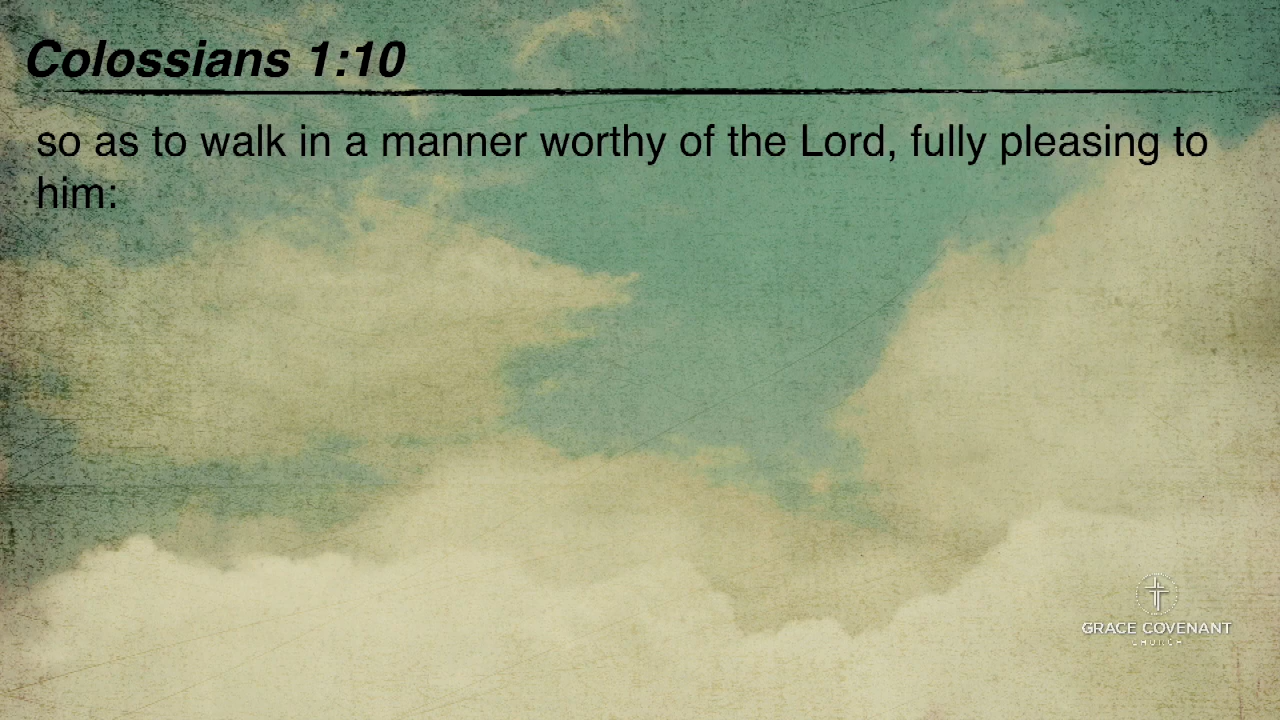 Colossians 1:10
so as to walk in a manner worthy of the Lord, fully pleasing to
him:
GRACE COVENANT
CHURCH